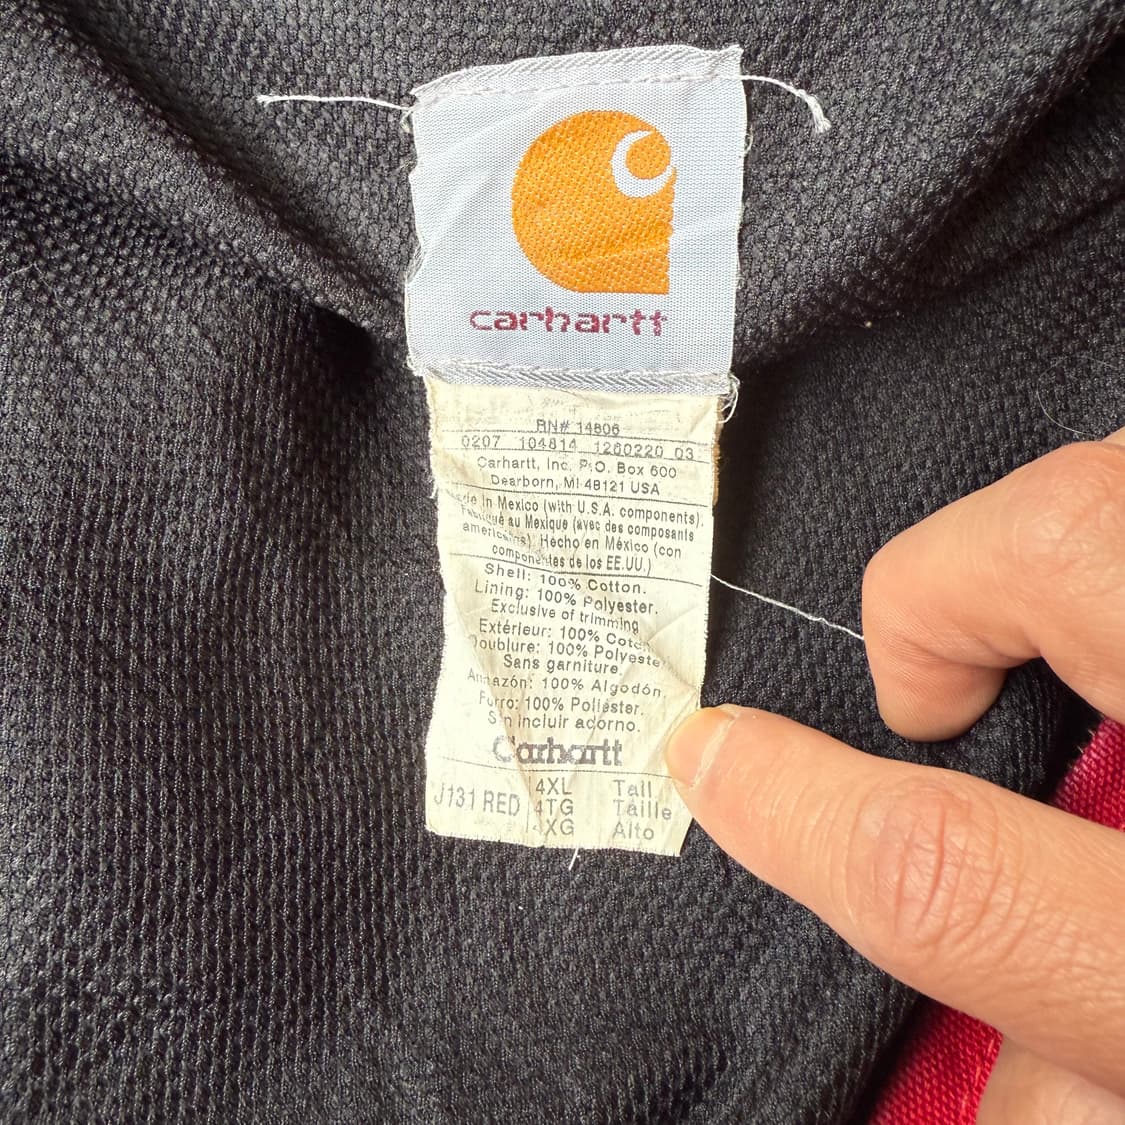 carhartt
RN# 14806
0207 104814 1260220 03
Carhartt, Inc. P.O. Box 600
Dearborn, MI 48121 USA
in Mexico (with U.S.A. components).
au Mexique (avec des composants
Hecho en México (con
componentes de los EE.UU.)
Shell: 100% Cotton.
Lining: 100% Polyester.
Exclusive of trimming
Extérieur: 100% Coton
Doublure: 100% Polyester
Sans garniture.
Armazón: 100% Algodón.
Forro: 100% Poliéster.
Sin incluir adorno.
Carhartt
J131 RED
4XL Tall
4TG Taille
4XG Alto